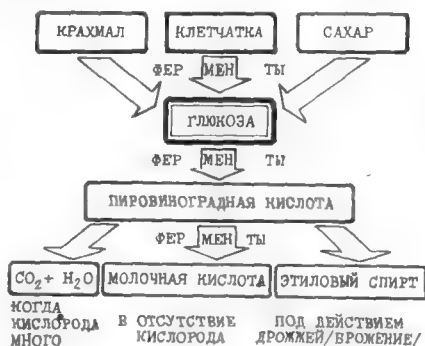 КРАХМАЛ КЛЕТЧАТКА САХАР
ФЕР МЕН ТЫ
ГЛЮКОЗА
ФЕР МЕН ТЫ
ПИРОВИНОГРАДНАЯ КИСЛОТА
ФЕР МЕН ТЫ
CO₂ + H₂O МОЛОЧНАЯ КИСЛОТА ЭТИЛОВЫЙ СПИРТ
КОГДА
КИСЛОРОДА
МНОГО
В ОТСУТСТВИЕ
КИСЛОРОДА
ПОД ДЕЙСТВИЕМ
ДРОЖЖЕЙ/БРОЖЕНИЕ/